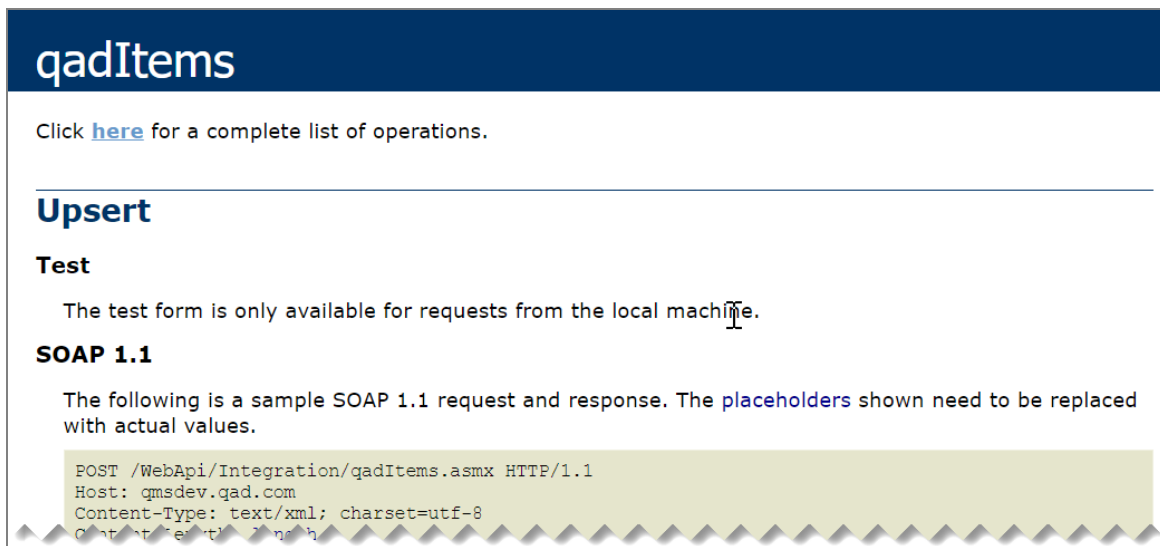 qadItems
Click here for a complete list of operations.
Upsert
Test
The test form is only available for requests from the local machine.
SOAP 1.1
The following is a sample SOAP 1.1 request and response. The placeholders shown need to be replaced
with actual values.
POST /WebApi/Integration/qadItems.asmx HTTP/1.1
Host: qmsdev.qad.com
Content-Type: text/xml; charset=utf-8